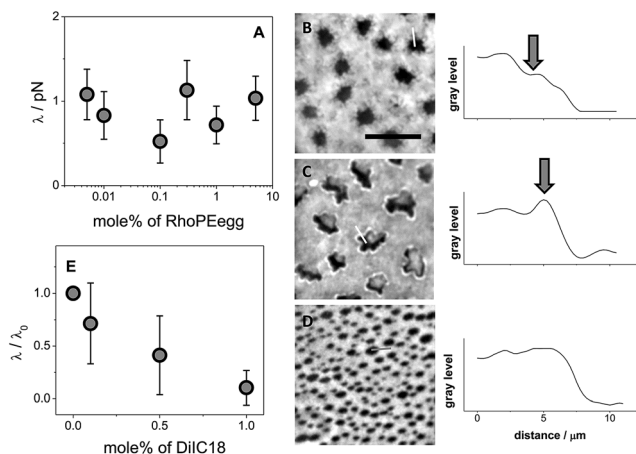 A
λ / pN
2
1
0
0.01
0.1
1
mole% of RhoPEegg
E
λ / λ0
1.0
0.5
0.0
0.0
0.5
1.0
mole% of DiIC18
B
C
D
gray level
gray level
gray level
0
5
10
distance / μm